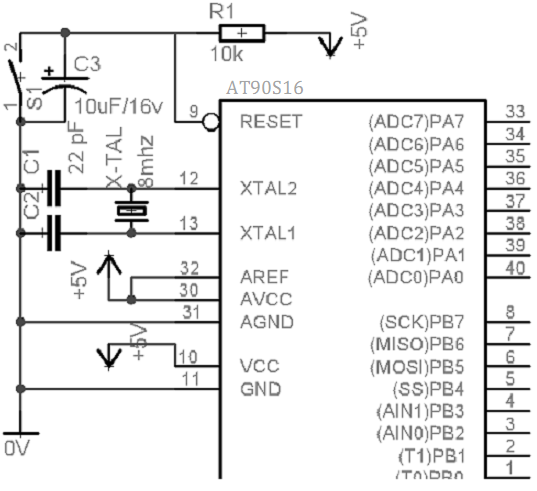 R1
10k
+5V
2
1
S1
+
C3
10uF/16v
AT90S16
C1
22 pF
C2
X-TAL
8mhz
+5V
+5V
0V
9 RESET
12 XTAL2
13 XTAL1
32 AREF
30 AVCC
31 AGND
10 VCC
11 GND
(ADC7)PA7 33
(ADC6)PA6 34
(ADC5)PA5 35
(ADC4)PA4 36
(ADC3)PA3 37
(ADC2)PA2 38
(ADC1)PA1 39
(ADC0)PA0 40
(SCK)PB7 8
(MISO)PB6 7
(MOSI)PB5 6
(SS)PB4 5
(AIN1)PB3 4
(AIN0)PB2 3
(T1)PB1 2
(T0)PB0 1